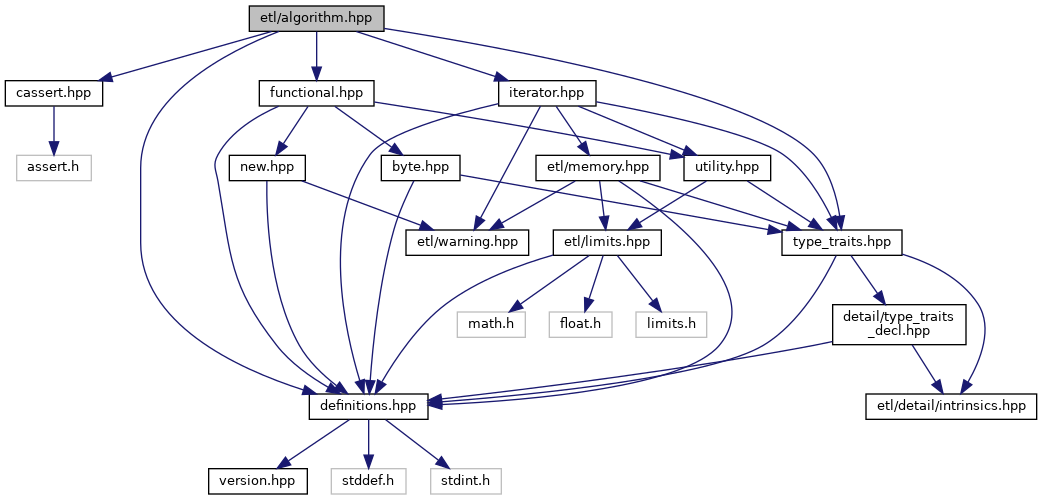 etl/algorithm.hpp
cassert.hpp
functional.hpp
iterator.hpp
assert.h
new.hpp
byte.hpp
etl/memory.hpp
utility.hpp
etl/warning.hpp
etl/limits.hpp
type_traits.hpp
math.h
float.h
limits.h
detail/type_traits
_decl.hpp
definitions.hpp
etl/detail/intrinsics.hpp
version.hpp
stddef.h
stdint.h